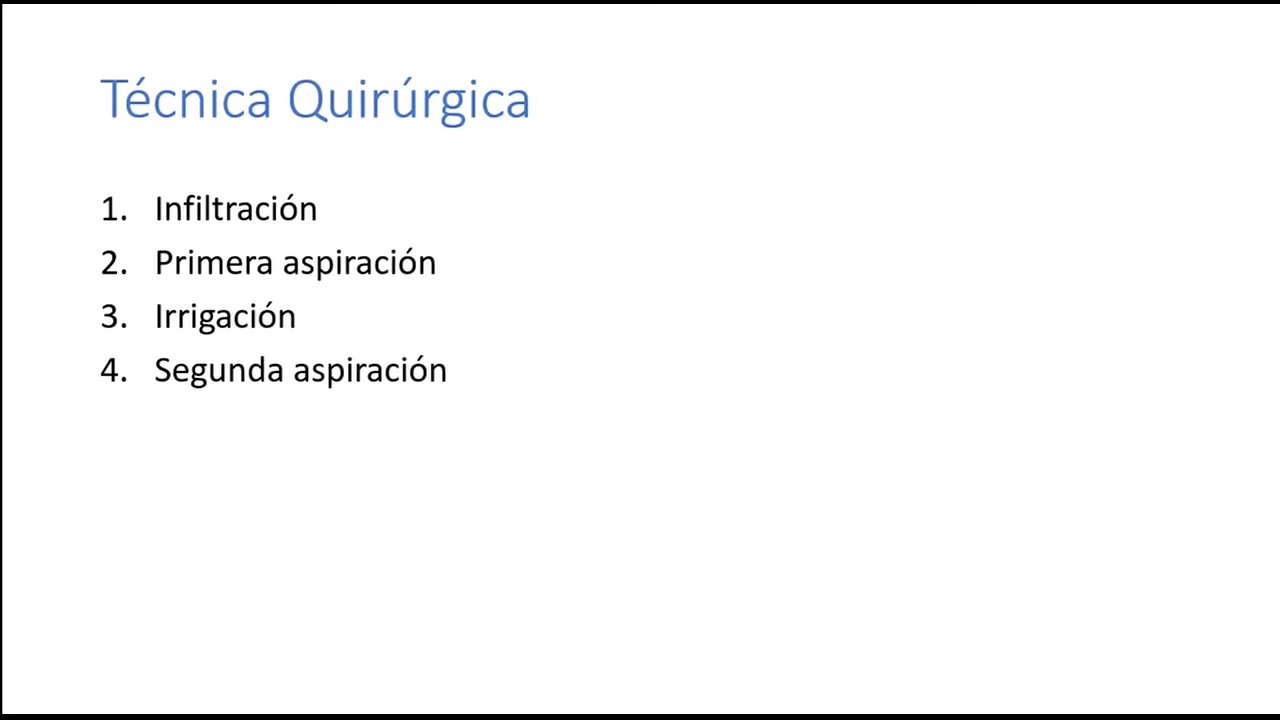 Técnica Quirúrgica
1. Infiltración
2. Primera aspiración
3. Irrigación
4. Segunda aspiración